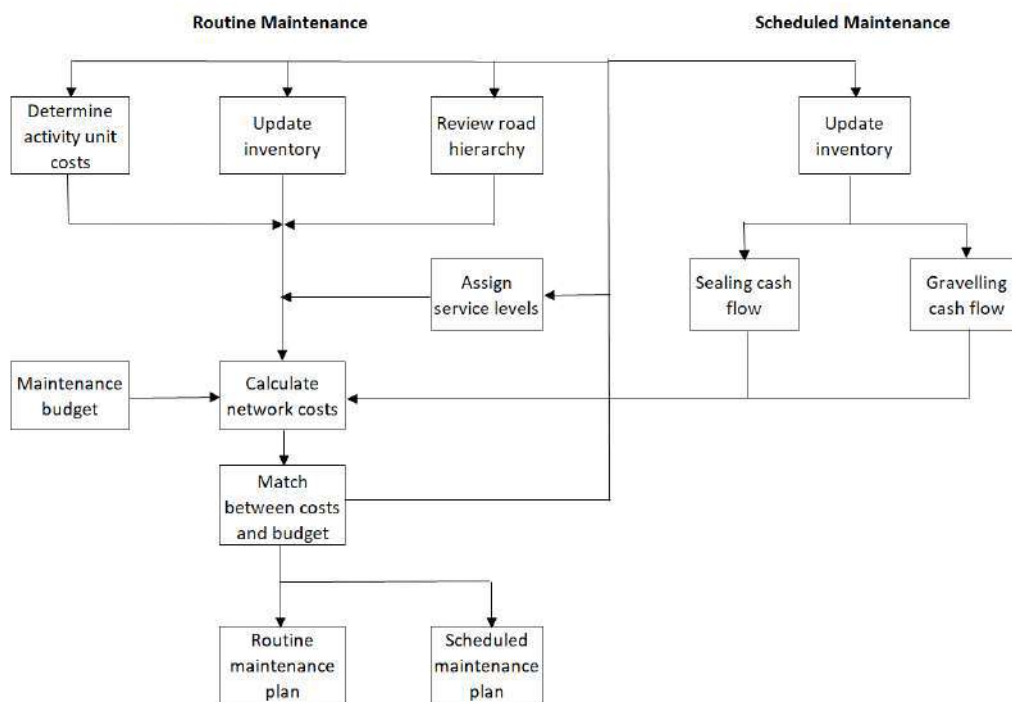 Routine Maintenance
Scheduled Maintenance
Determine
activity unit
costs
Update
inventory
Review road
hierarchy
Update
inventory
Assign
service levels
Sealing cash
flow
Gravelling
cash flow
Maintenance
budget
Calculate
network costs
Match
between costs
and budget
Routine
maintenance
plan
Scheduled
maintenance
plan